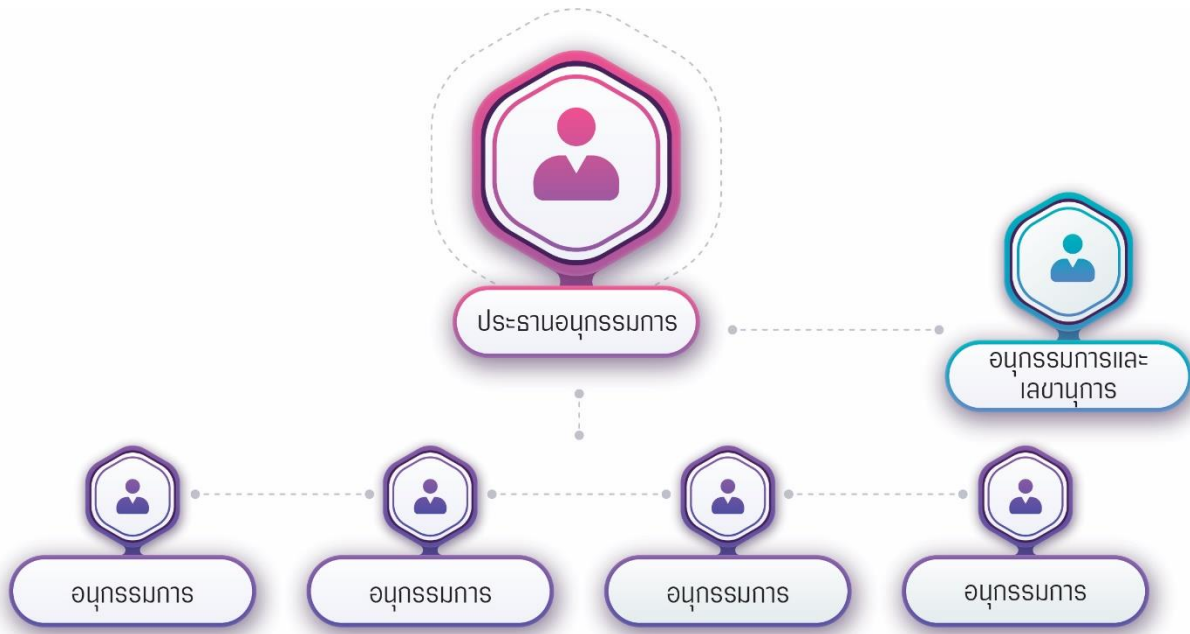 ประธานอนุกรรมการ
อนุกรรมการและ
เลขานุการ
อนุกรรมการ
อนุกรรมการ
อนุกรรมการ
อนุกรรมการ